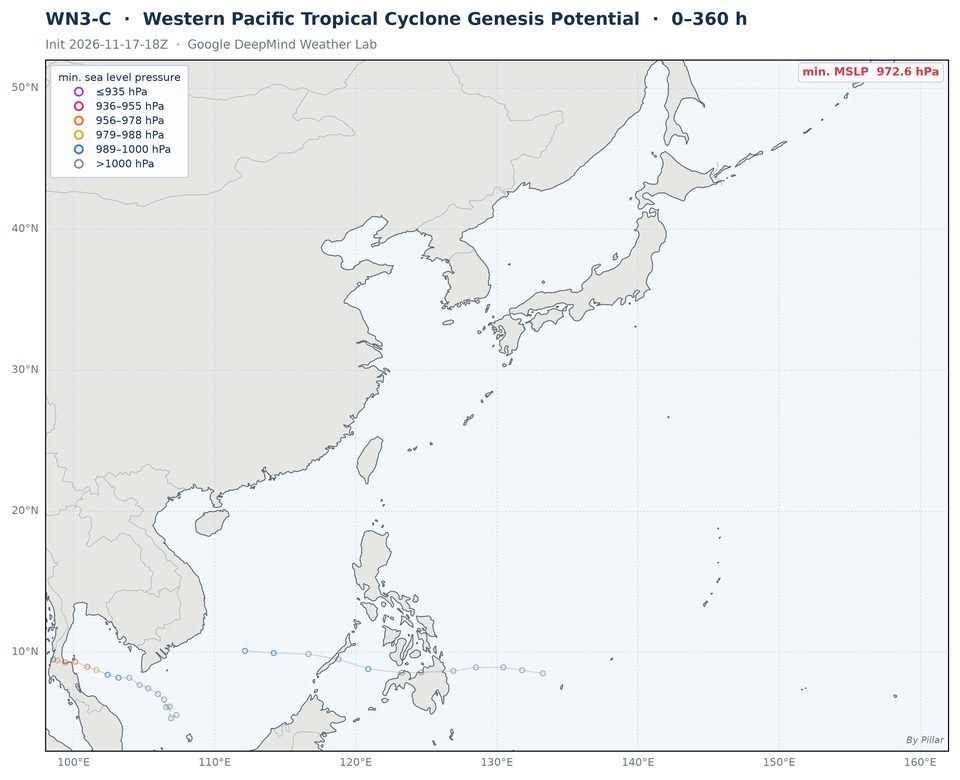 WN3-C · Western Pacific Tropical Cyclone Genesis Potential · 0–360 h
Init 2026-11-17-18Z · Google DeepMind Weather Lab
min. MSLP 972.6 hPa
min. sea level pressure
≤935 hPa
936–955 hPa
956–978 hPa
979–988 hPa
989–1000 hPa
>1000 hPa
50°N
40°N
30°N
20°N
10°N
By Pillar
100°E 110°E 120°E 130°E 140°E 150°E 160°E